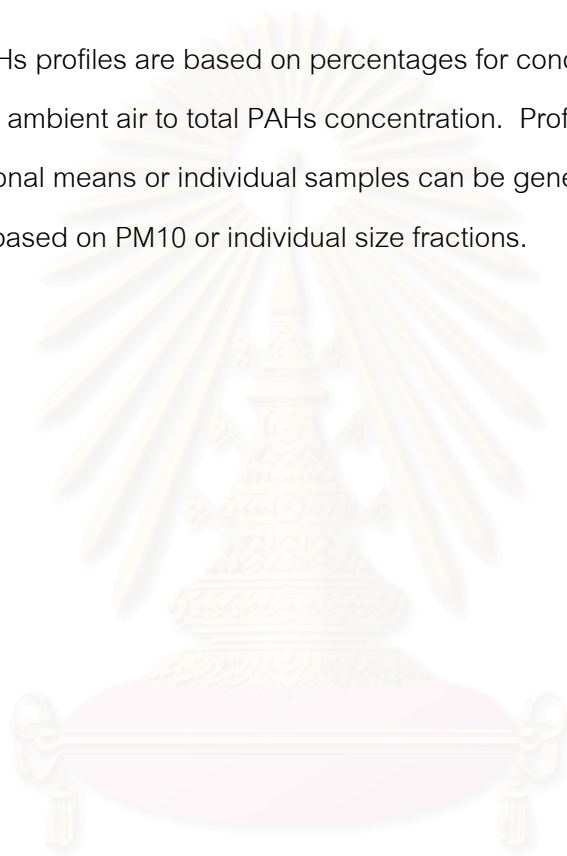 Hs profiles are based on percentages for con
ambient air to total PAHs concentration. Prof
onal means or individual samples can be gene
based on PM10 or individual size fractions.